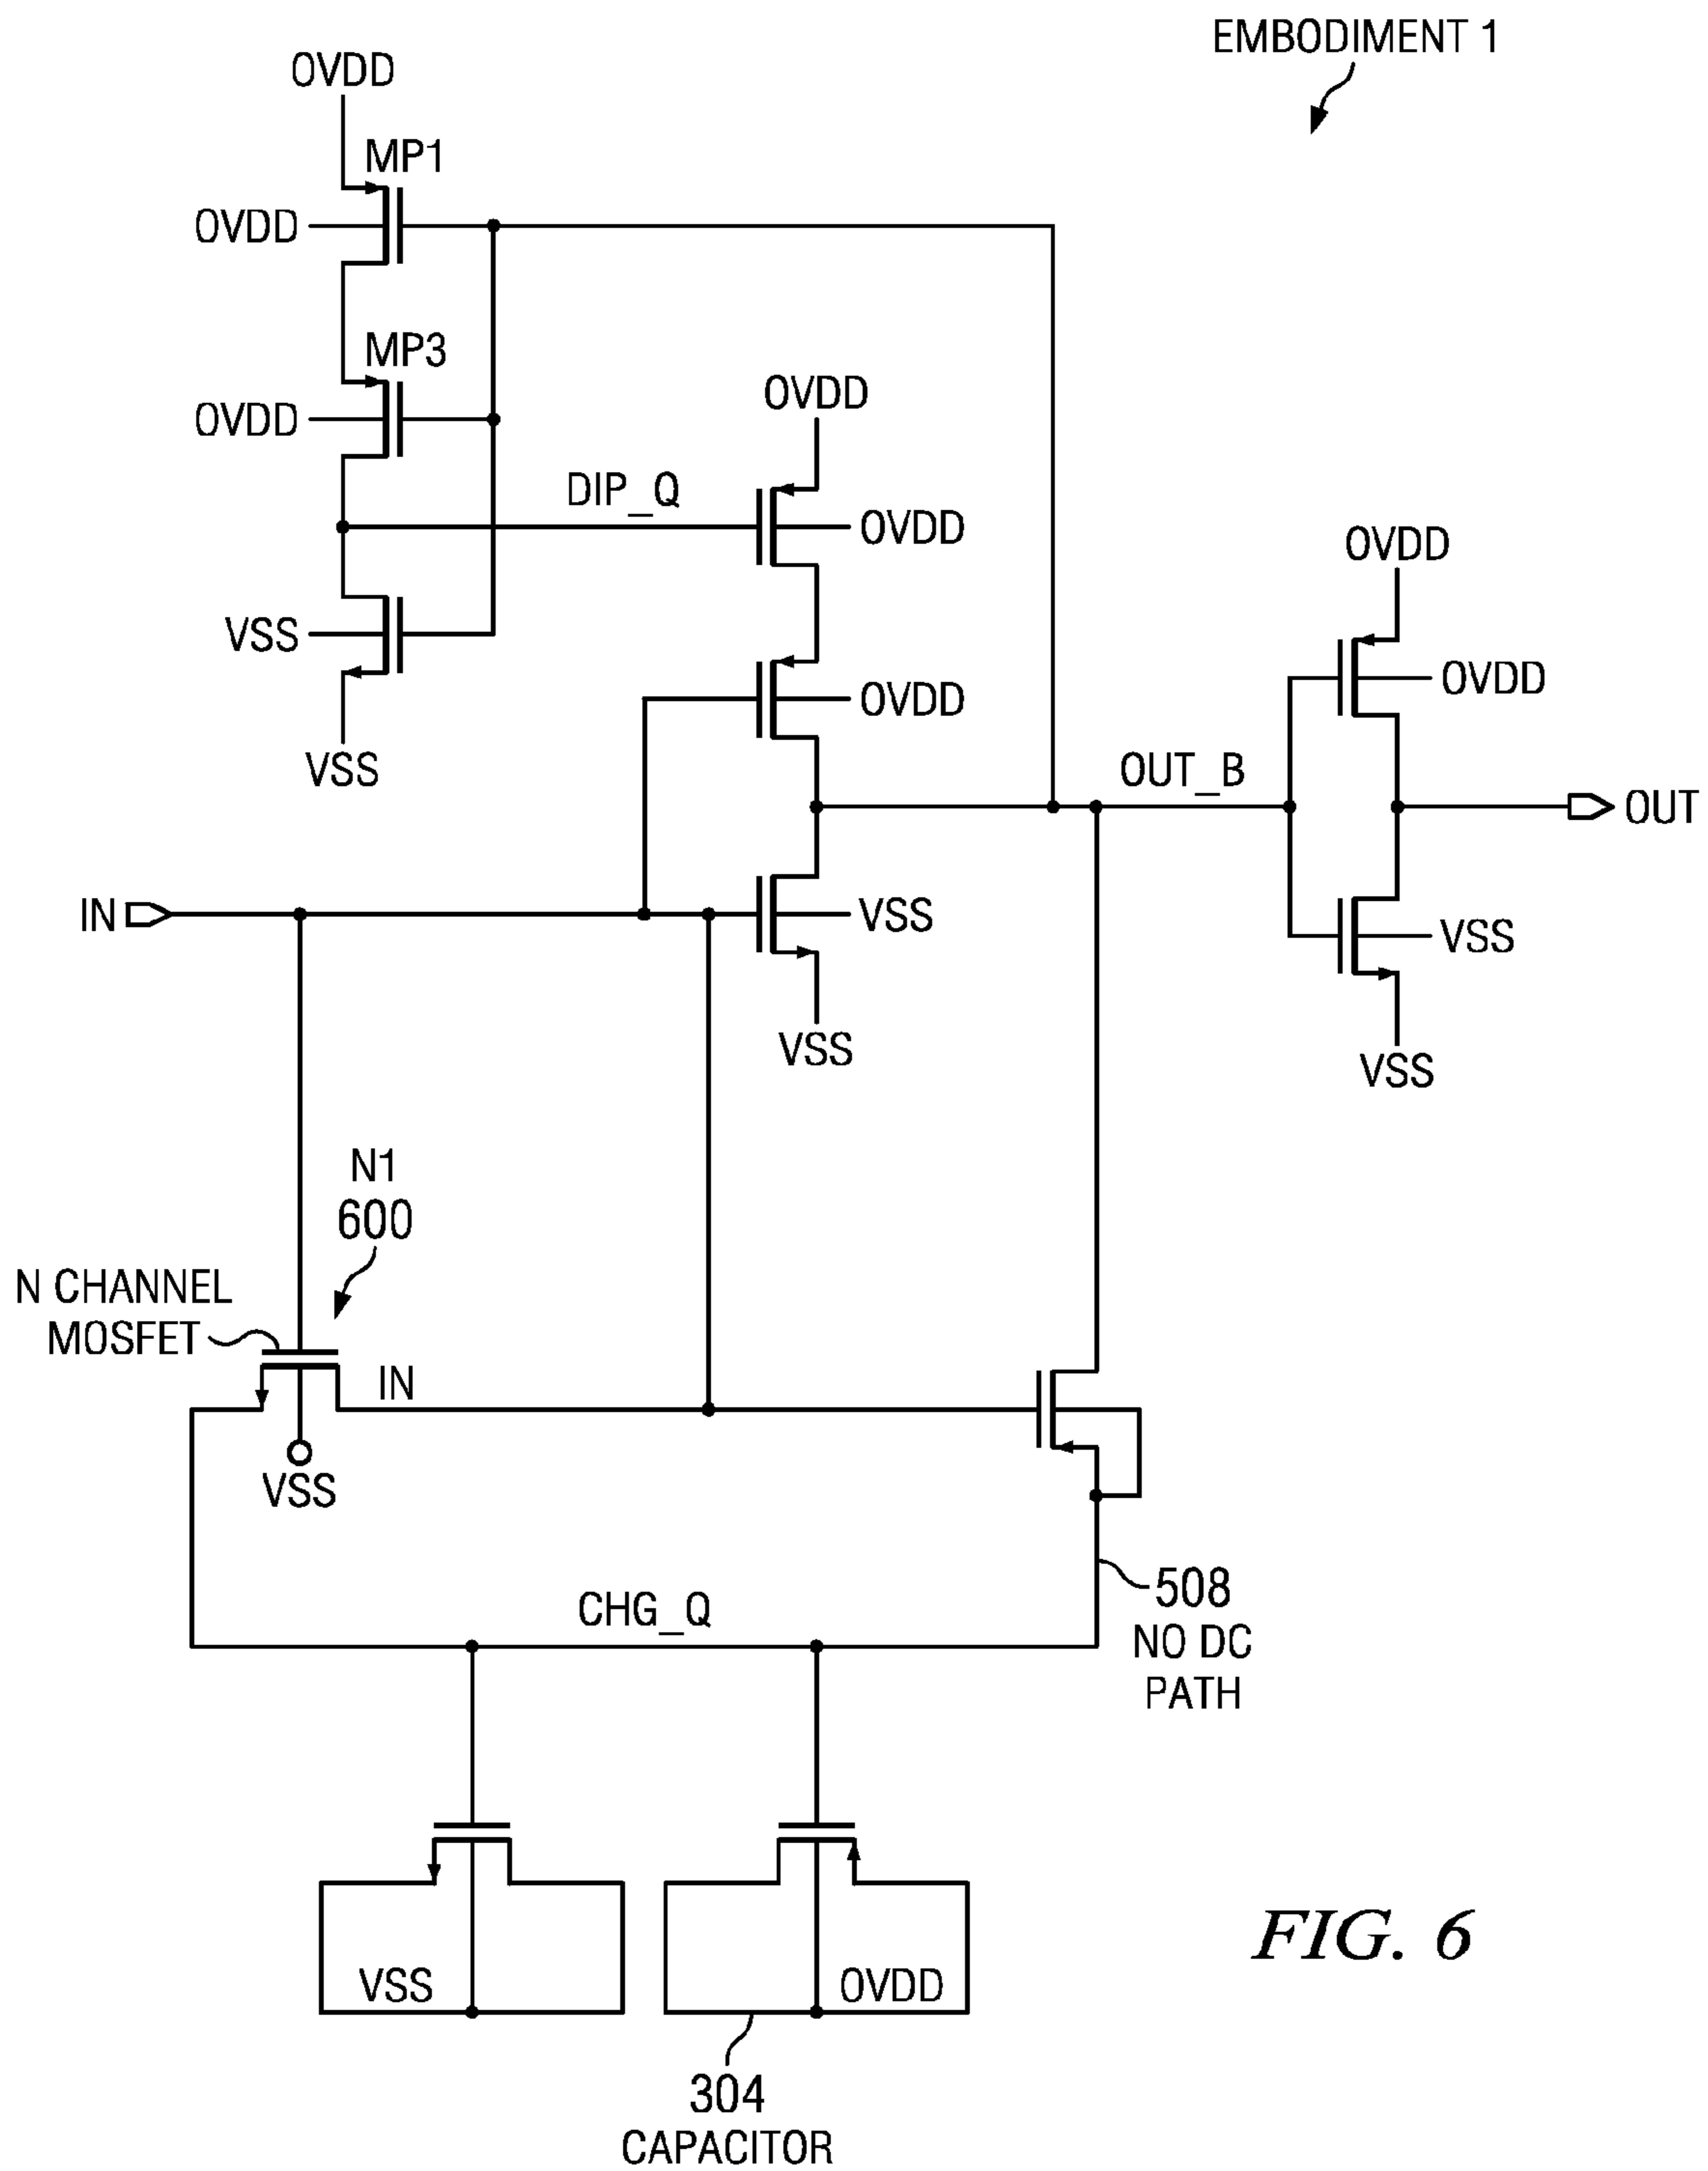 EMBODIMENT 1
OVDD
MP1
OVDD
MP3
OVDD
OVDD
DIP_Q
OVDD
OVDD
VSS
OVDD
OVDD
VSS
OUT_B
OUT
IN
VSS
VSS
VSS
VSS
N1
600
N CHANNEL
MOSFET
IN
VSS
508
NO DC
PATH
CHG_Q
VSS
OVDD
304
CAPACITOR
FIG. 6